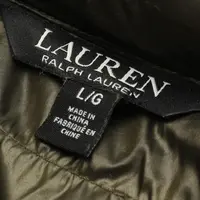 LAUREN
RALPH LAUREN
L/G
MADE IN
CHINA
FABRIQUÉ EN
CHINE